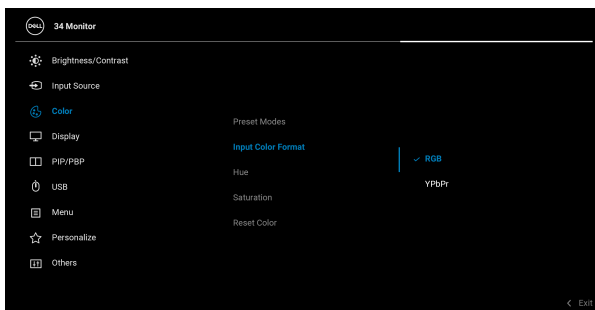 DELL 34 Monitor
Brightness/Contrast
Input Source
Color
Display
PIP/PBP
USB
Menu
Personalize
Others
Preset Modes
Input Color Format
Hue
Saturation
Reset Color
RGB
YPbPr
Exit